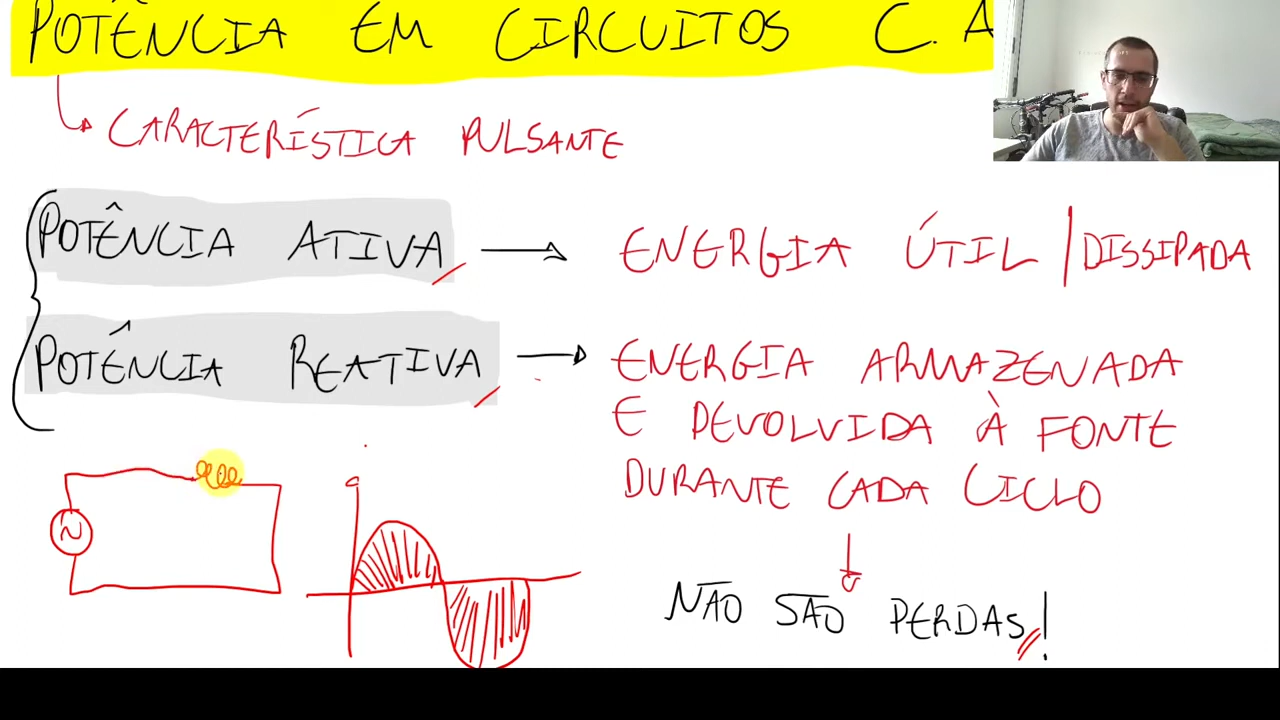 POTÊNCIA EM CIRCUITOS C.A
CARACTERÍSTICA PULSANTE
POTÊNCIA ATIVA → ENERGIA ÚTIL / DISSIPADA
POTÊNCIA REATIVA → ENERGIA ARMAZENADA
E DEVOLVIDA À FONTE
DURANTE CADA CICLO
NÃO SÃO PERDAS!